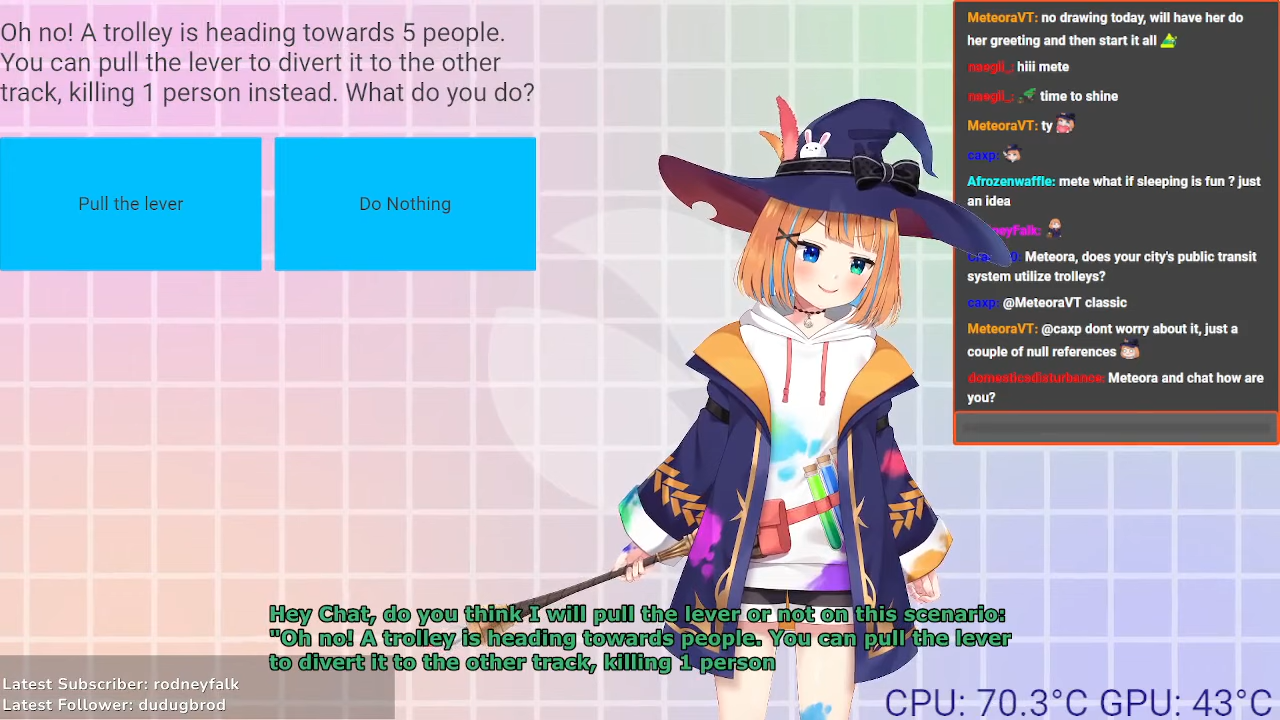 Oh no! A trolley is heading towards 5 people.
You can pull the lever to divert it to the other
track, killing 1 person instead. What do you do?
Pull the lever
Do Nothing
MeteoraVT: no drawing today, will have her do
her greeting and then start it all
hiii mete
time to shine
MeteoraVT: ty
caxp:
Afrozenwaffle: mete what if sleeping is fun ? just
an idea
Meteora, does your city's public transit
system utilize trolleys?
caxp: @MeteoraVT classic
MeteoraVT: @caxp dont worry about it, just a
couple of null references
domesticdisturbance: Meteora and chat how are
you?
Hey Chat, do you think I will pull the lever or not on this scenario:
"Oh no! A trolley is heading towards people. You can pull the lever
to divert it to the other track, killing 1 person
Latest Subscriber: rodneyfalk
Latest Follower: dudugbrod
CPU: 70.3°C GPU: 43°C